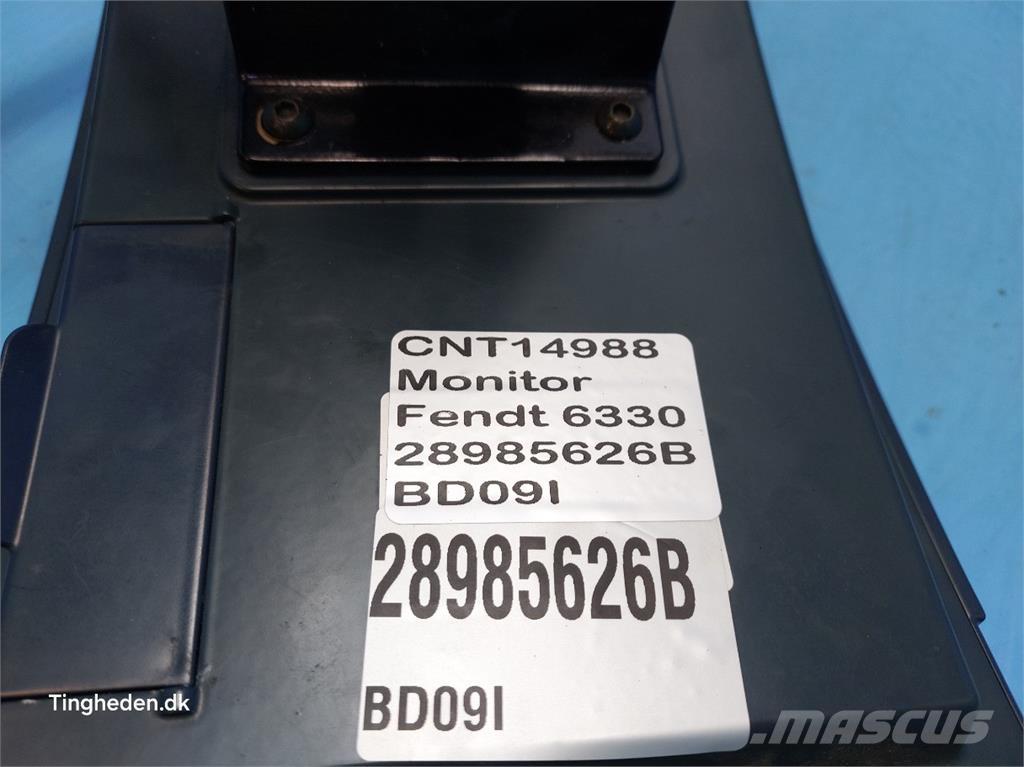 CNT14988
Monitor
Fendt 6330
28985626B
BD09I
28985626B
BD09I
Tingheden.dk
MASCUS